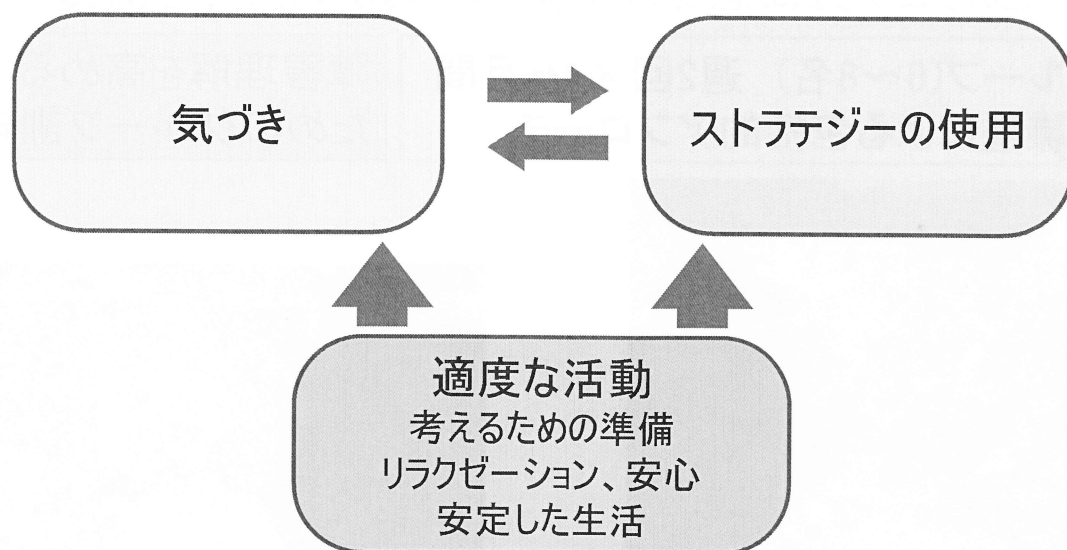 気づき
ストラテジーの使用
適度な活動
考えるための準備
リラクゼーション、安心
安定した生活